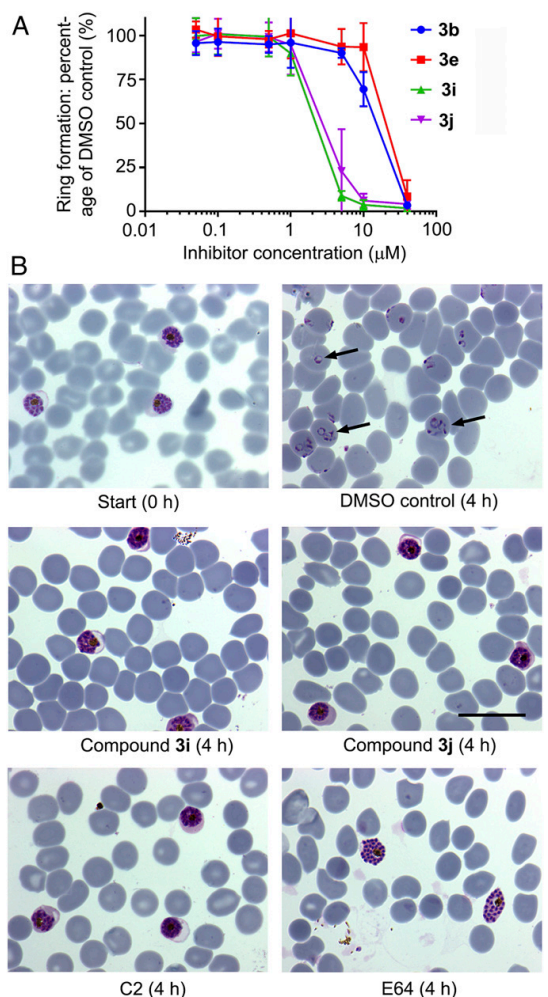 A
Ring formation: percent-
age of DMSO control (%)
100
75
50
25
0
0.01
0.1
1
10
100
Inhibitor concentration (μM)
3b
3e
3i
3j
B
Start (0 h)
DMSO control (4 h)
Compound 3i (4 h)
Compound 3j (4 h)
C2 (4 h)
E64 (4 h)